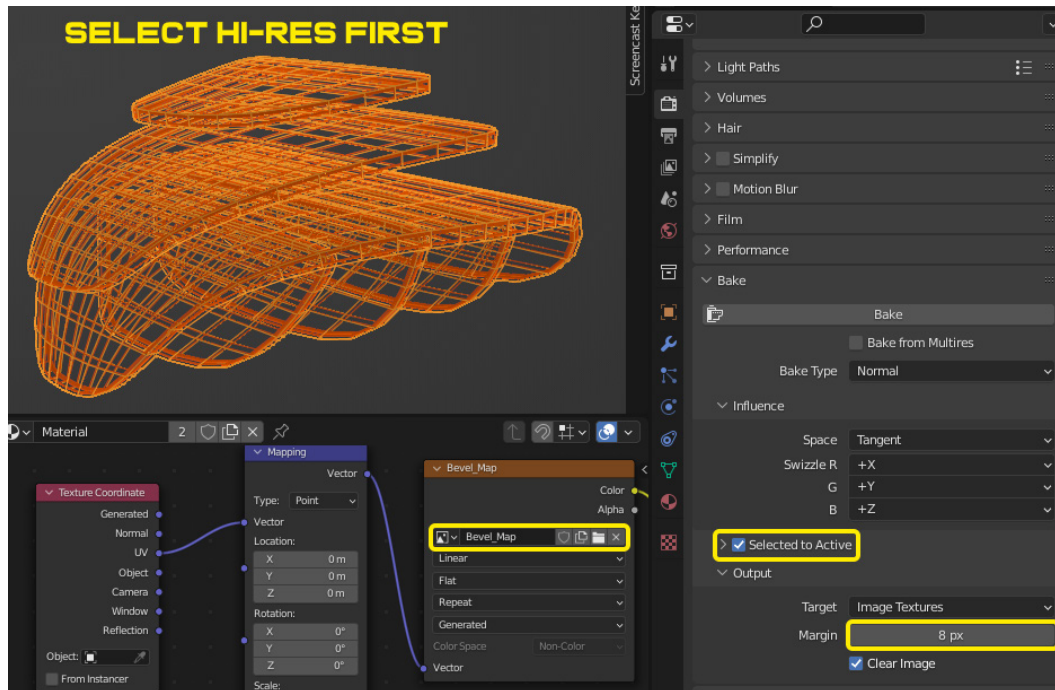 SELECT HI-RES FIRST
Screencast Ke
Light Paths
Volumes
Hair
Simplify
Motion Blur
Film
Performance
Bake
Bake
Bake from Multires
Bake Type Normal
Influence
Space Tangent
Swizzle R +X
G +Y
B +Z
Selected to Active
Output
Target Image Textures
Margin 8 px
Clear Image
Material 2
Texture Coordinate
Generated
Normal
UV
Object
Camera
Window
Reflection
Object:
From Instancer
Mapping
Vector
Type: Point
Vector
Location:
X 0 m
Y 0 m
Z 0 m
Rotation:
X 0°
Y 0°
Z 0°
Scale:
Bevel_Map
Color
Alpha
Bevel_Map
Linear
Flat
Repeat
Generated
Color Space Non-Color
Vector